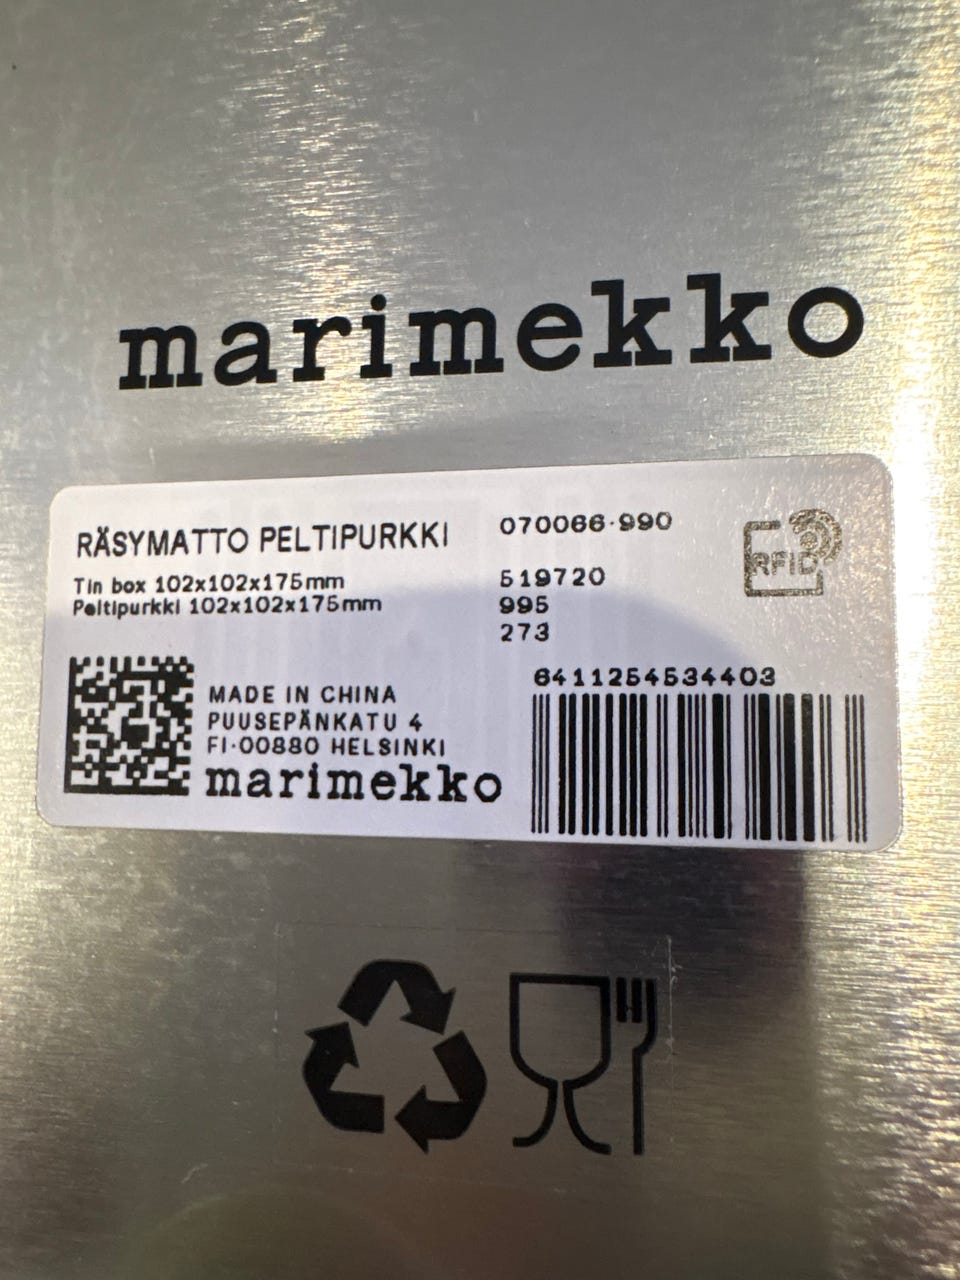 marimekko
RÄSYMATTO PELTIPURKKI
Tin box 102x102x175mm
Peltipurkki 102x102x175mm
070066-990
519720
995
273
RFID
6411254534403
MADE IN CHINA
PUUSEPÄNKATU 4
FI-00880 HELSINKI
marimekko